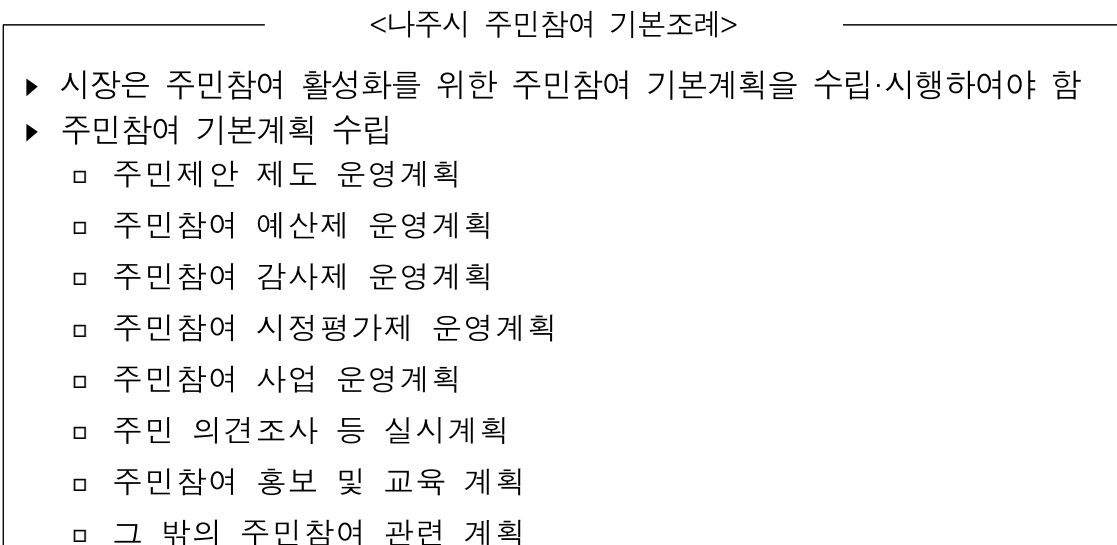 <나주시 주민참여 기본조례>
▶ 시장은 주민참여 활성화를 위한 주민참여 기본계획을 수립·시행하여야 함
▶ 주민참여 기본계획 수립
□ 주민제안 제도 운영계획
□ 주민참여 예산제 운영계획
□ 주민참여 감사제 운영계획
□ 주민참여 시정평가제 운영계획
□ 주민참여 사업 운영계획
□ 주민 의견조사 등 실시계획
□ 주민참여 홍보 및 교육 계획
□ 그 밖의 주민참여 관련 계획